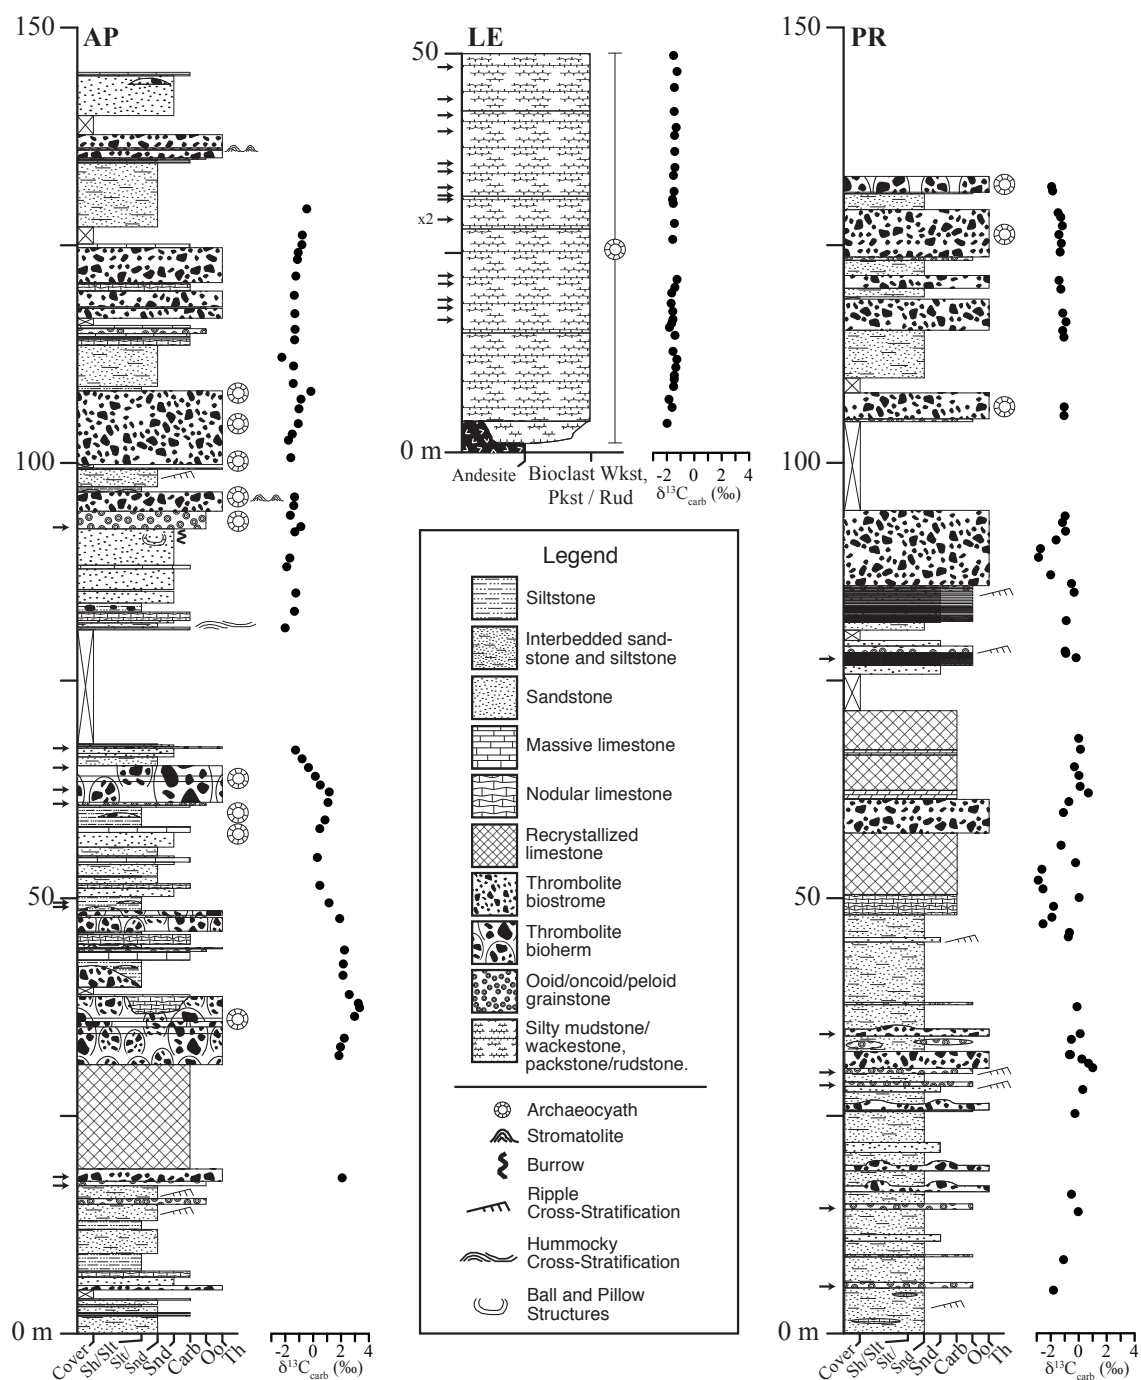 150
AP
100
50
0 m
Cover
Sh/Slt
Slt/
Snd
Snd
Carb
Ool
Th
-2 0 2 4
δ¹³Ccarb (‰)
LE
50
x2
0 m
Andesite
Bioclast Wkst,
Pkst / Rud
-2 0 2 4
δ¹³Ccarb (‰)
Legend
Siltstone
Interbedded sand-
stone and siltstone
Sandstone
Massive limestone
Nodular limestone
Recrystallized
limestone
Thrombolite
biostrome
Thrombolite
bioherm
Ooid/oncoid/peloid
grainstone
Silty mudstone/
wackestone,
packstone/rudstone.
Archaeocyath
Stromatolite
Burrow
Ripple
Cross-Stratification
Hummocky
Cross-Stratification
Ball and Pillow
Structures
150
PR
100
50
0 m
Cover
Sh/Slt
Slt/
Snd
Snd
Carb
Ool
Th
-2 0 2 4
δ¹³Ccarb (‰)